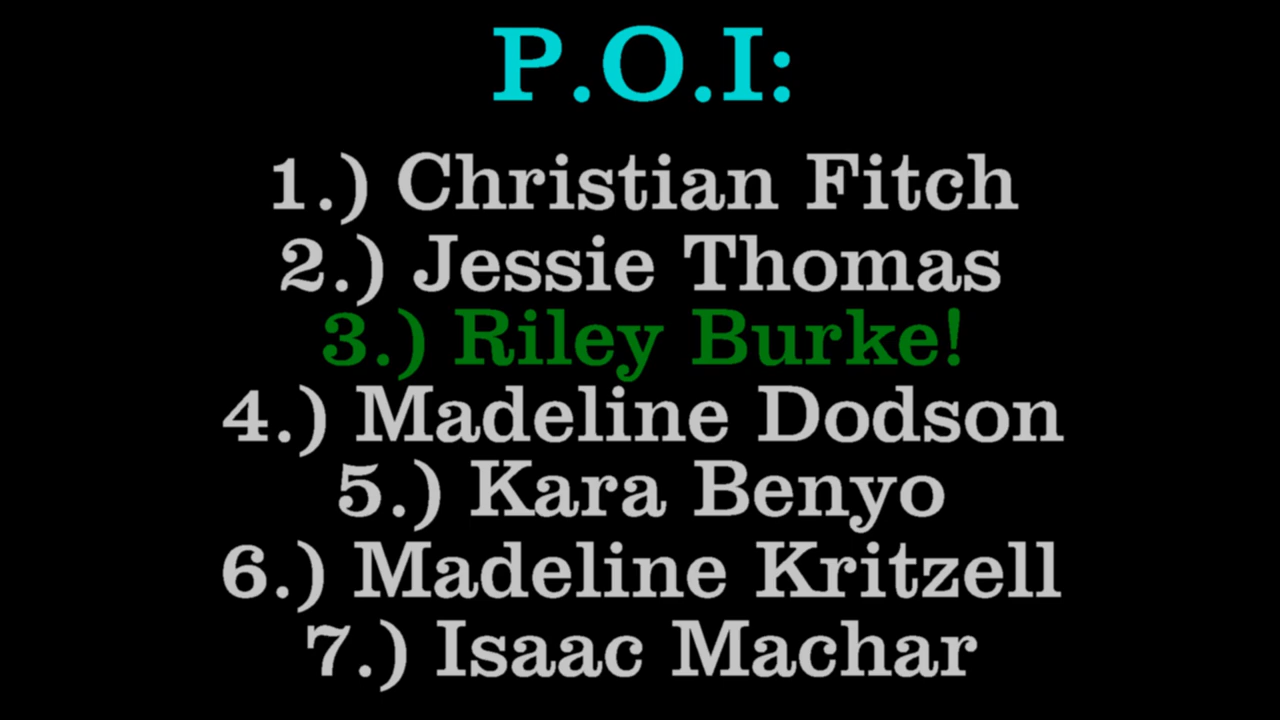 P.O.I:
1.) Christian Fitch
2.) Jessie Thomas
3.) Riley Burke!
4.) Madeline Dodson
5.) Kara Benyo
6.) Madeline Kritzell
7.) Isaac Machar